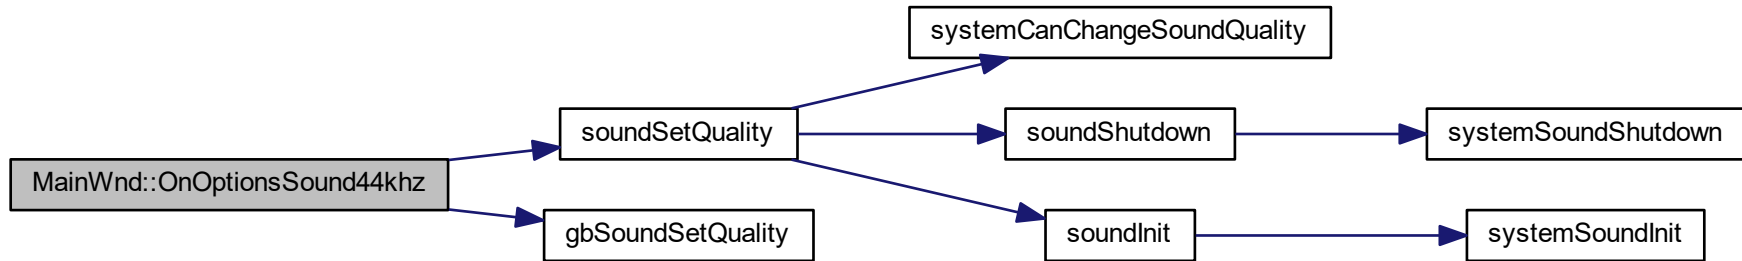 systemCanChangeSoundQuality
soundSetQuality
soundShutdown
systemSoundShutdown
MainWnd::OnOptionsSound44khz
gbSoundSetQuality
soundInit
systemSoundInit